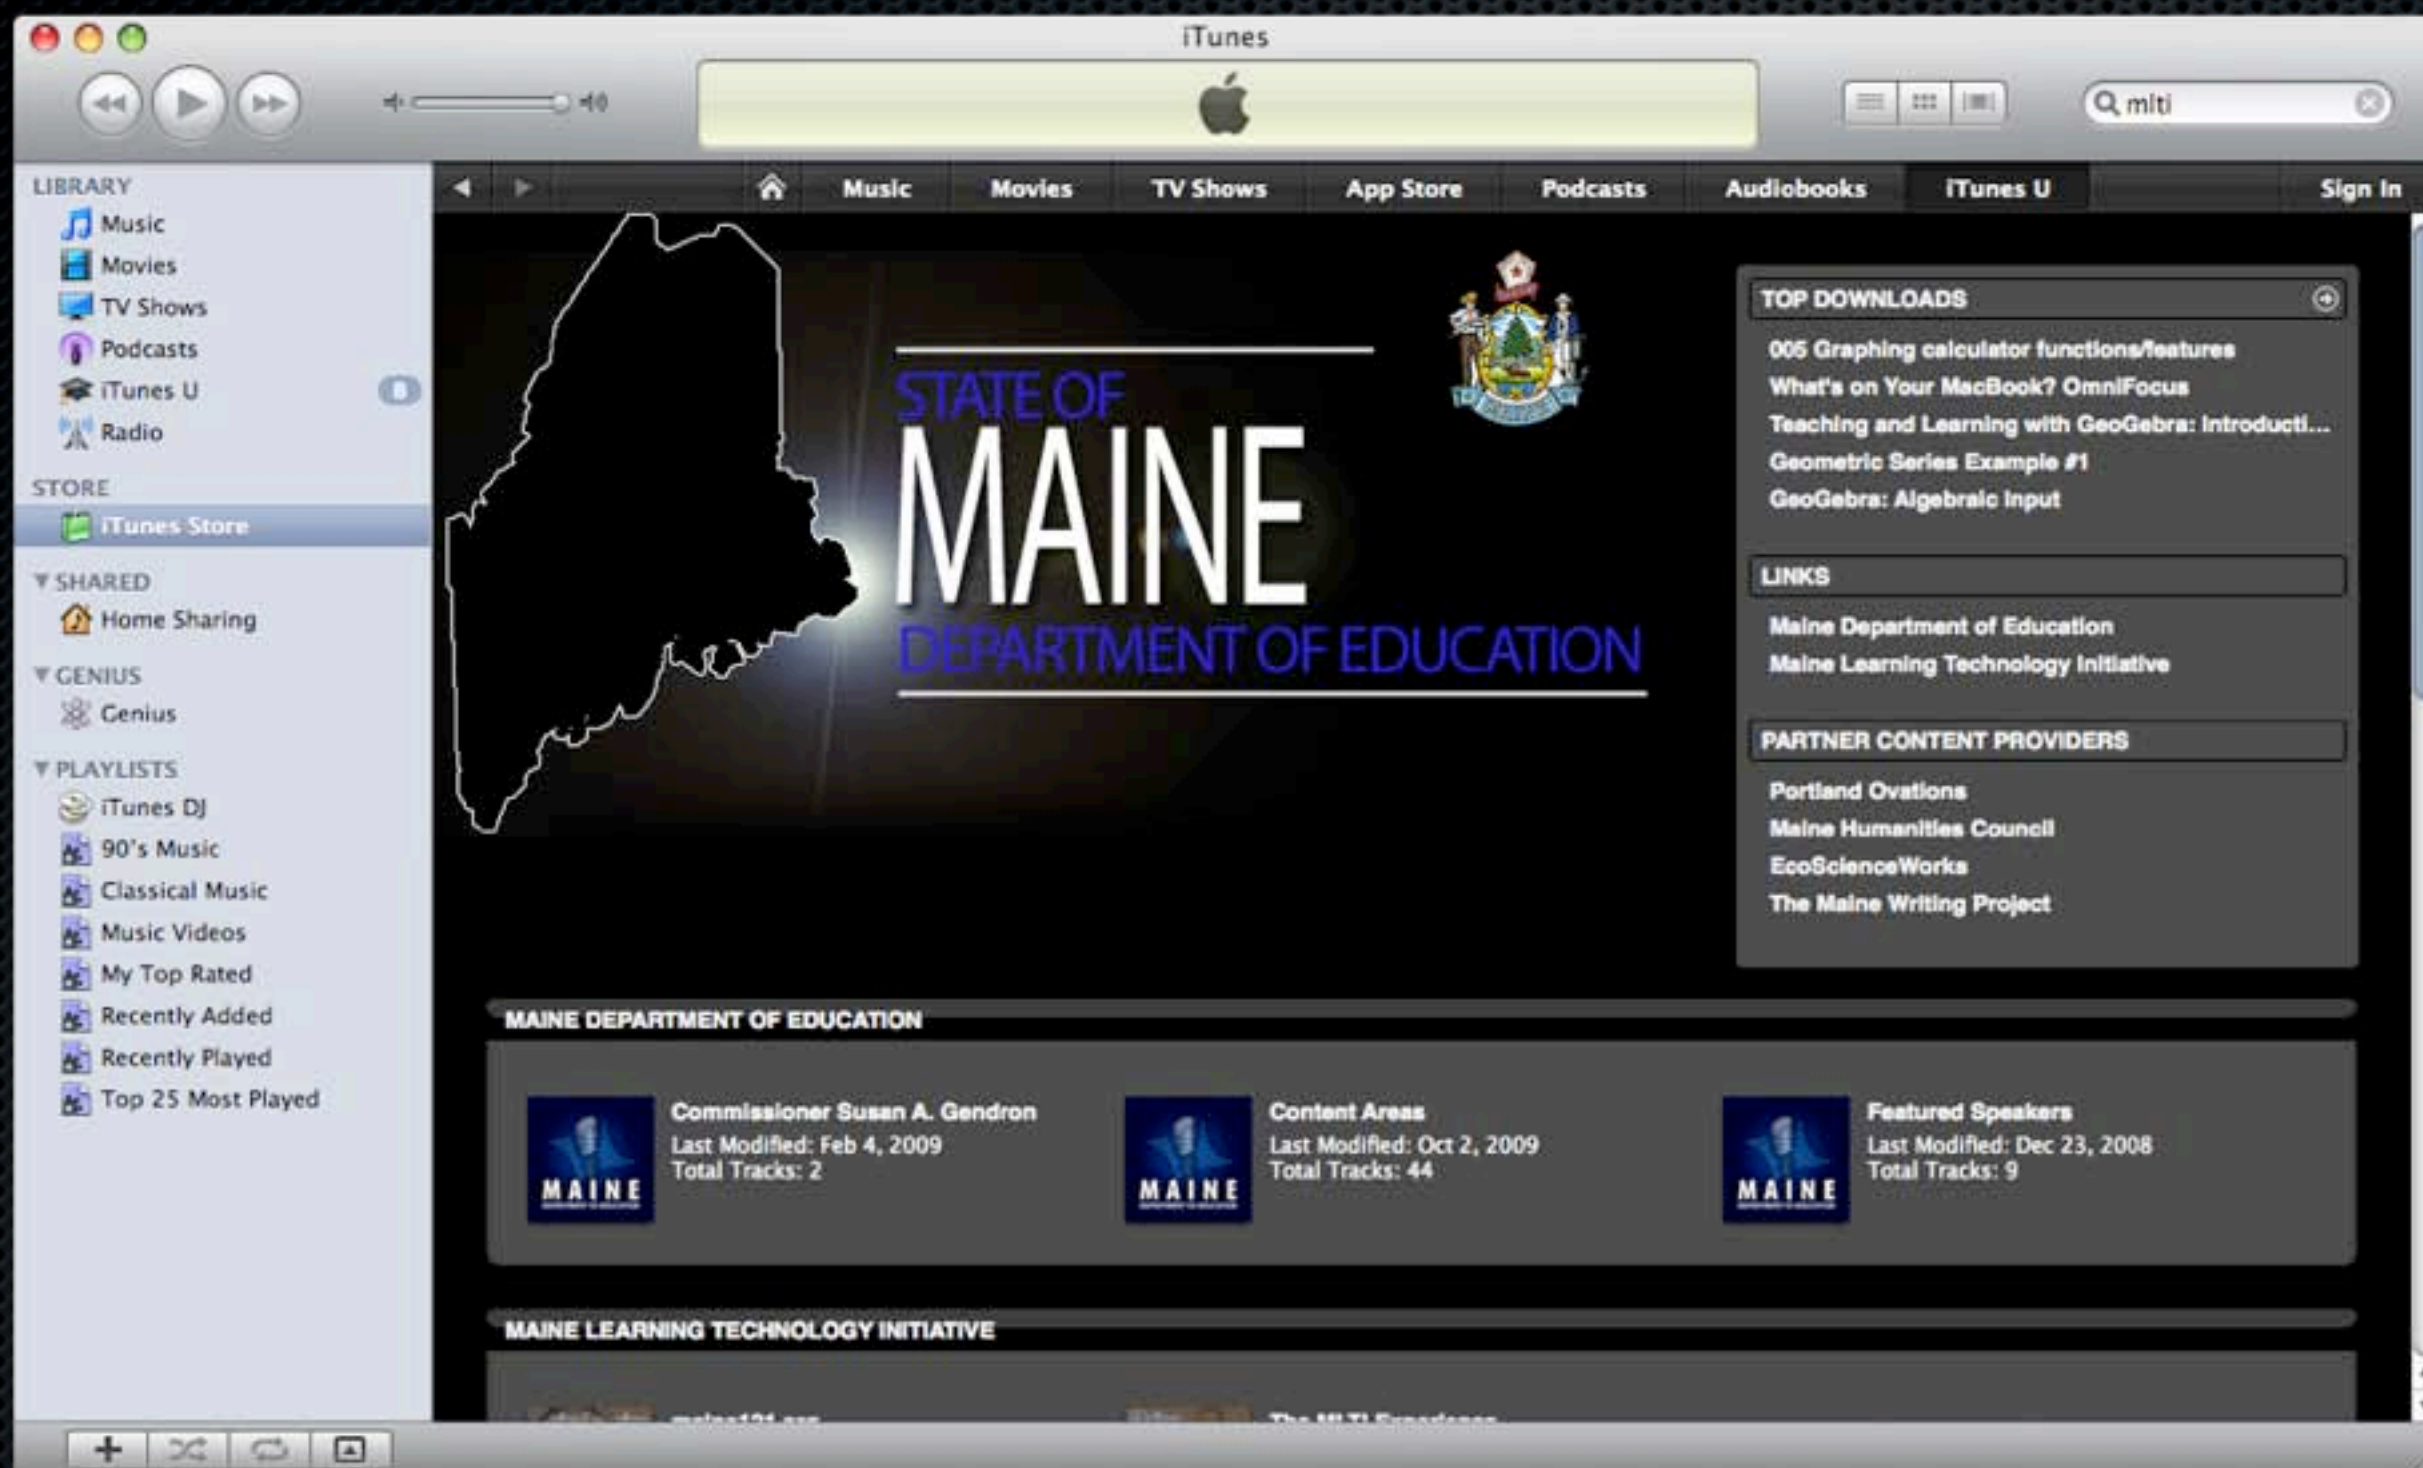 iTunes
mlti
LIBRARY
Music
Movies
TV Shows
Podcasts
iTunes U
Radio
STORE
iTunes Store
SHARED
Home Sharing
GENIUS
Genius
PLAYLISTS
iTunes DJ
90's Music
Classical Music
Music Videos
My Top Rated
Recently Added
Recently Played
Top 25 Most Played
Music Movies TV Shows App Store Podcasts Audiobooks iTunes U Sign In
STATE OF
MAINE
DEPARTMENT OF EDUCATION
TOP DOWNLOADS
005 Graphing calculator functions/features
What's on Your MacBook? OmniFocus
Teaching and Learning with GeoGebra: Introducti...
Geometric Series Example #1
GeoGebra: Algebraic Input
LINKS
Maine Department of Education
Maine Learning Technology Initiative
PARTNER CONTENT PROVIDERS
Portland Ovations
Maine Humanities Council
EcoScienceWorks
The Maine Writing Project
MAINE DEPARTMENT OF EDUCATION
MAINE
Commissioner Susan A. Gendron
Last Modified: Feb 4, 2009
Total Tracks: 2
MAINE
Content Areas
Last Modified: Oct 2, 2009
Total Tracks: 44
MAINE
Featured Speakers
Last Modified: Dec 23, 2008
Total Tracks: 9
MAINE LEARNING TECHNOLOGY INITIATIVE